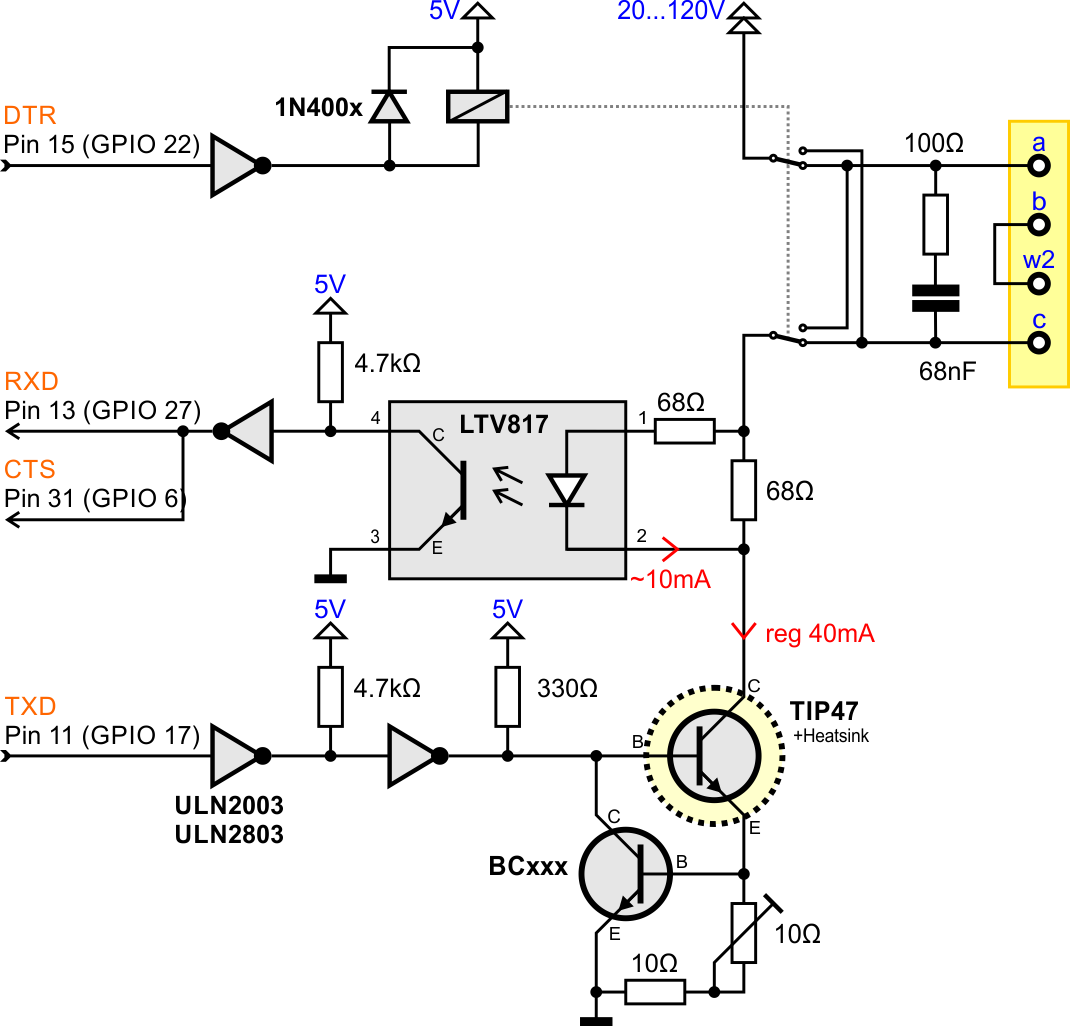 5V
20...120V
1N400x
DTR
Pin 15 (GPIO 22)
100Ω
a
b
w2
c
68nF
5V
4.7kΩ
RXD
Pin 13 (GPIO 27)
CTS
Pin 31 (GPIO 6)
4
C
LTV817
1
68Ω
68Ω
3
E
2
~10mA
reg 40mA
5V
5V
4.7kΩ
330Ω
TXD
Pin 11 (GPIO 17)
ULN2003
ULN2803
C
B
E
TIP47
+Heatsink
BCxxx
C
B
E
10Ω
10Ω